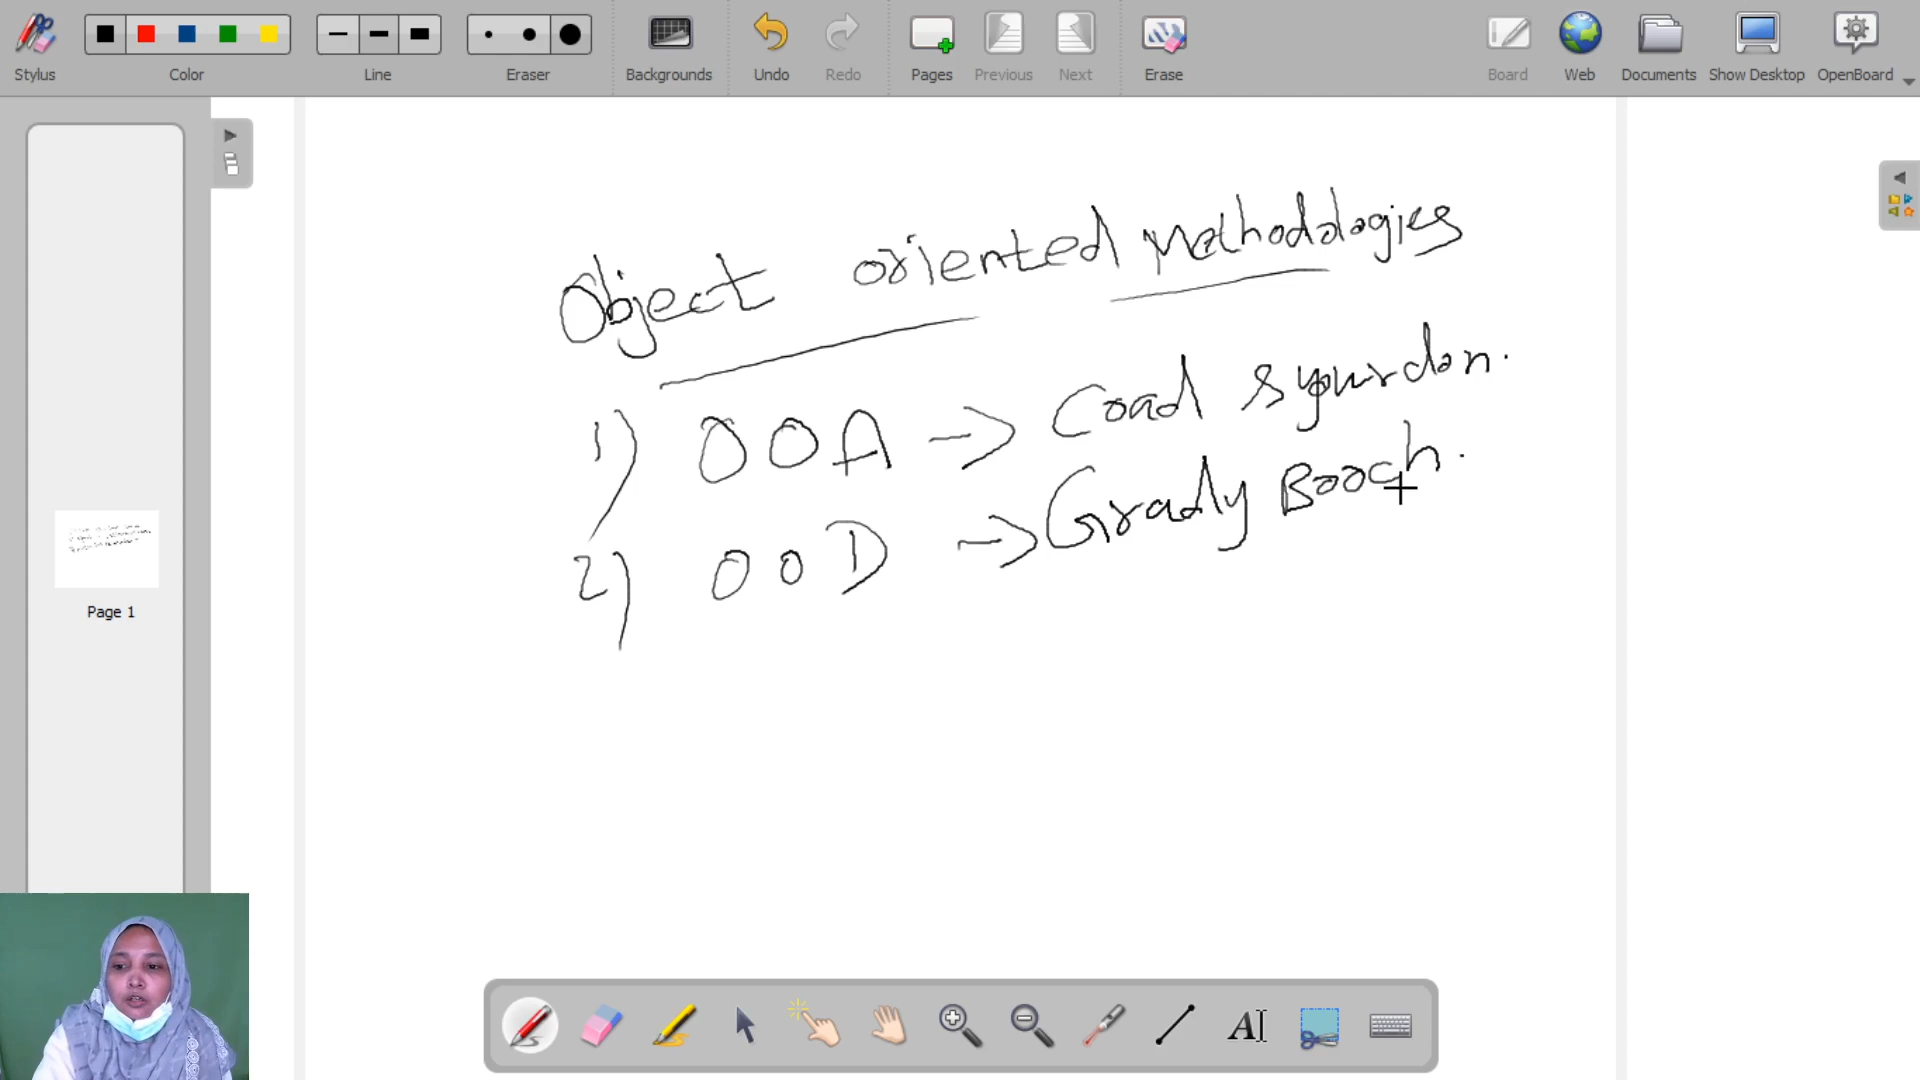 Stylus Color Line Eraser Backgrounds Undo Redo Pages Previous Next Erase Board Web Documents Show Desktop OpenBoard
Object oriented Methodologies
1) OOA -> Coad & yourdon.
2) OOD -> Grady Booch.
Page 1
A